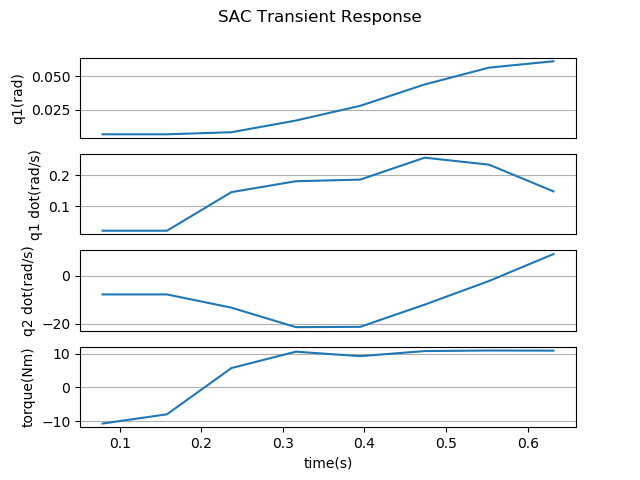 SAC Transient Response
q1(rad)
0.050
0.025
q1 dot(rad/s)
0.2
0.1
q2 dot(rad/s)
0
−20
torque(Nm)
10
0
−10
0.1 0.2 0.3 0.4 0.5 0.6
time(s)